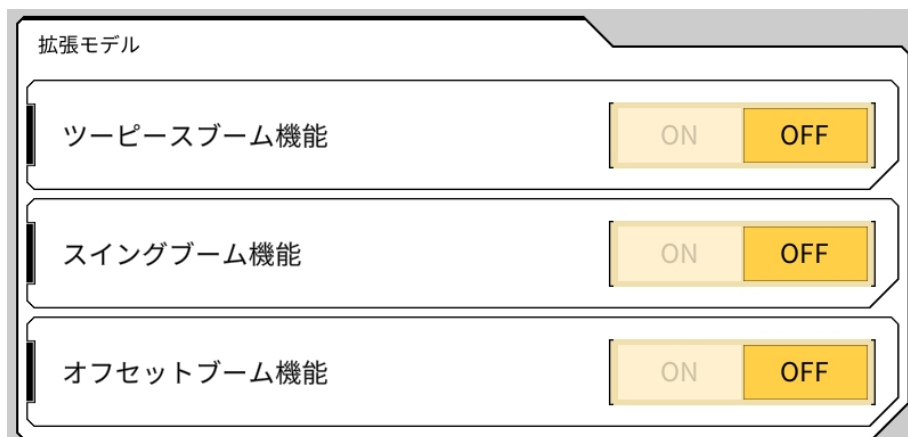 拡張モデル
ツーピースブーム機能 ON OFF
スイングブーム機能 ON OFF
オフセットブーム機能 ON OFF